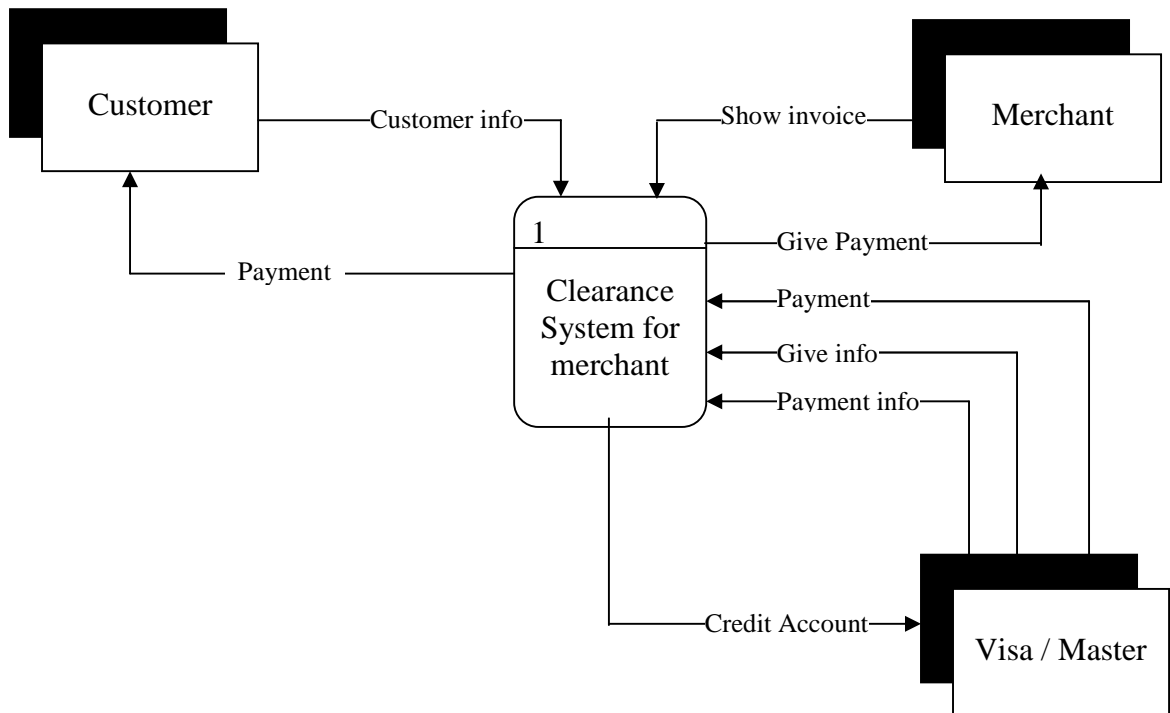 Customer
Merchant
Customer info
Show invoice
1
Give Payment
Payment
Clearance
System for
merchant
Payment
Give info
Payment info
Credit Account
Visa / Master